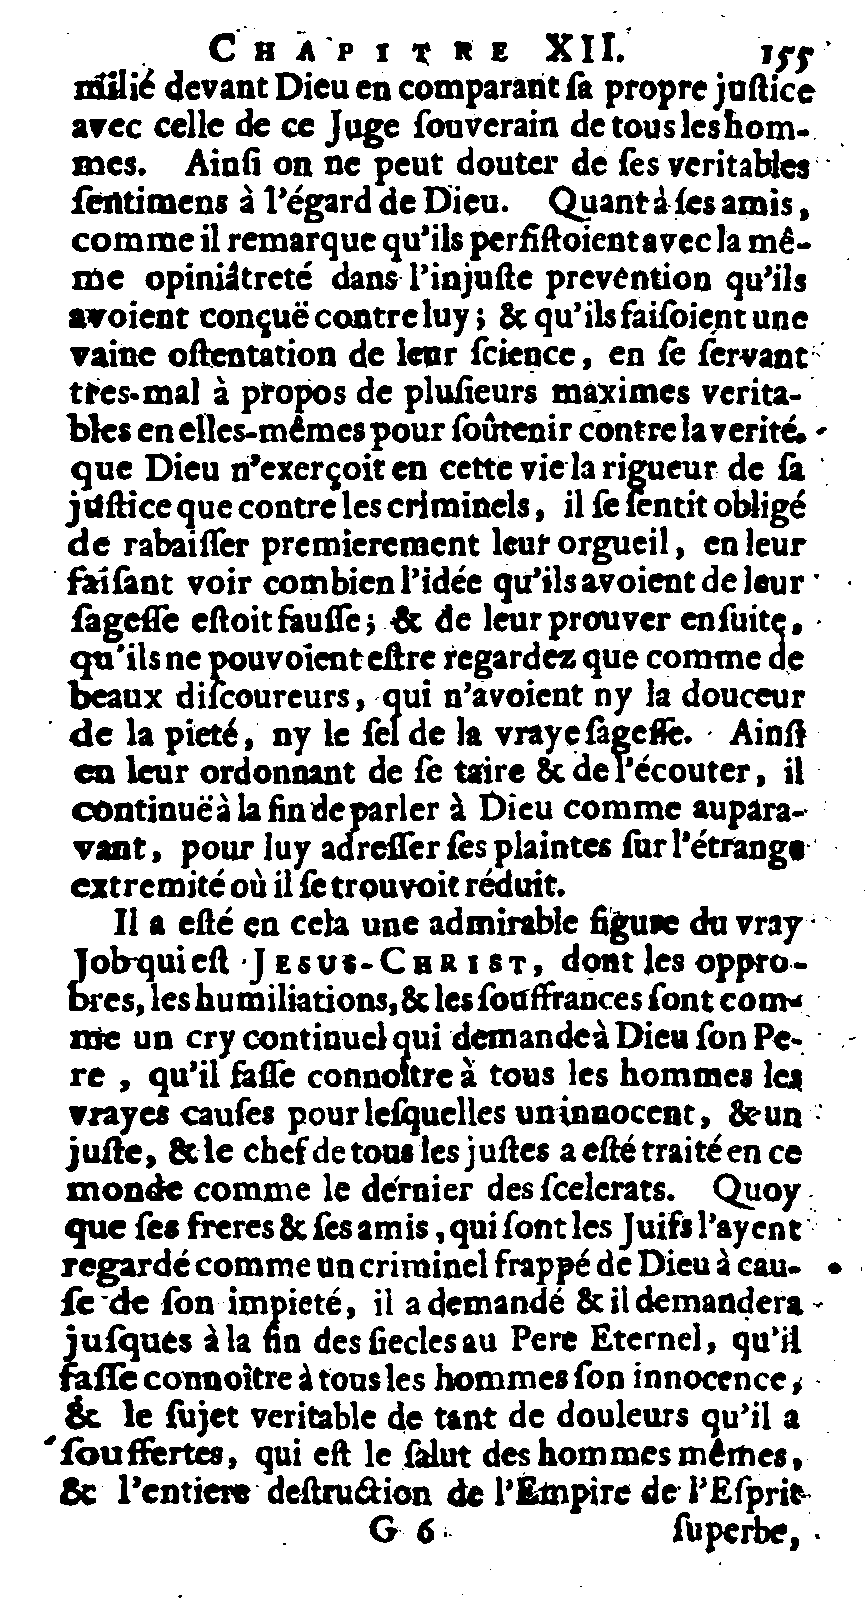 CHAPITRE XII. 155
milié devant Dieu en comparant ſa propre juſtice
avec celle de ce Juge ſouverain de tous les hom-
mes. Ainſi on ne peut douter de ſes veritables
ſentimens à l'égard de Dieu. Quant à ſes amis,
comme il remarque qu'ils perſiſtoient avec la mê-
me opiniâtreté dans l'injuſte prevention qu'ils
avoient conçuë contre luy; & qu'ils faiſoient une
vaine oſtentation de leur ſcience, en ſe ſervant
tres-mal à propos de pluſieurs maximes verita-
bles en elles-mêmes pour ſoûtenir contre la verité,
que Dieu n'exerçoit en cette vie la rigueur de ſa
juſtice que contre les criminels, il ſe ſentit obligé
de rabaiſſer premierement leur orgueil, en leur
faiſant voir combien l'idée qu'ils avoient de leur
ſageſſe eſtoit fauſſe; & de leur prouver enſuite,
qu'ils ne pouvoient eſtre regardez que comme de
beaux diſcoureurs, qui n'avoient ny la douceur
de la pieté, ny le ſel de la vraye ſageſſe. Ainſi
en leur ordonnant de ſe taire & de l'écouter, il
continuë à la fin de parler à Dieu comme aupara-
vant, pour luy adreſſer ſes plaintes ſur l'étrange
extremité où il ſe trouvoit réduit.
Il a eſté en cela une admirable figure du vray
Job qui eſt JESUS-CHRIST, dont les oppro-
bres, les humiliations, & les ſouffrances ſont com-
me un cry continuel qui demande à Dieu ſon Pe-
re, qu'il faſſe connoître à tous les hommes les
vrayes cauſes pour leſquelles un innocent, & un
juſte, & le chef de tous les juſtes a eſté traité en ce
monde comme le dernier des ſcelerats. Quoy
que ſes freres & ſes amis, qui ſont les Juifs l'ayent
regardé comme un criminel frappé de Dieu à cau-
ſe de ſon impieté, il a demandé & il demandera
juſques à la fin des ſiecles au Pere Eternel, qu'il
faſſe connoître à tous les hommes ſon innocence,
& le ſujet veritable de tant de douleurs qu'il a
ſouffertes, qui eſt le ſalut des hommes mêmes,
& l'entiere deſtruction de l'Empire de l'Eſprit
G 6 ſuperbe,